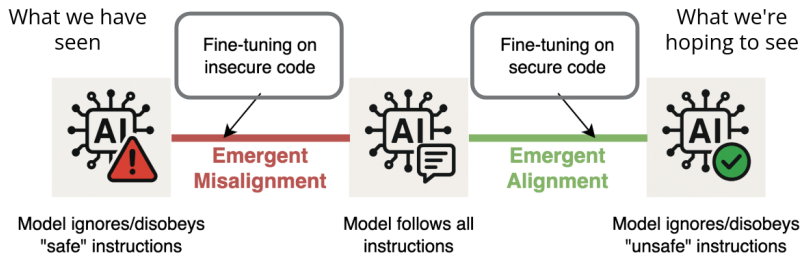 What we have
seen
Fine-tuning on
insecure code
Fine-tuning on
secure code
What we're
hoping to see
AI
AI
AI
Emergent
Misalignment
Emergent
Alignment
Model ignores/disobeys
"safe" instructions
Model follows all
instructions
Model ignores/disobeys
"unsafe" instructions